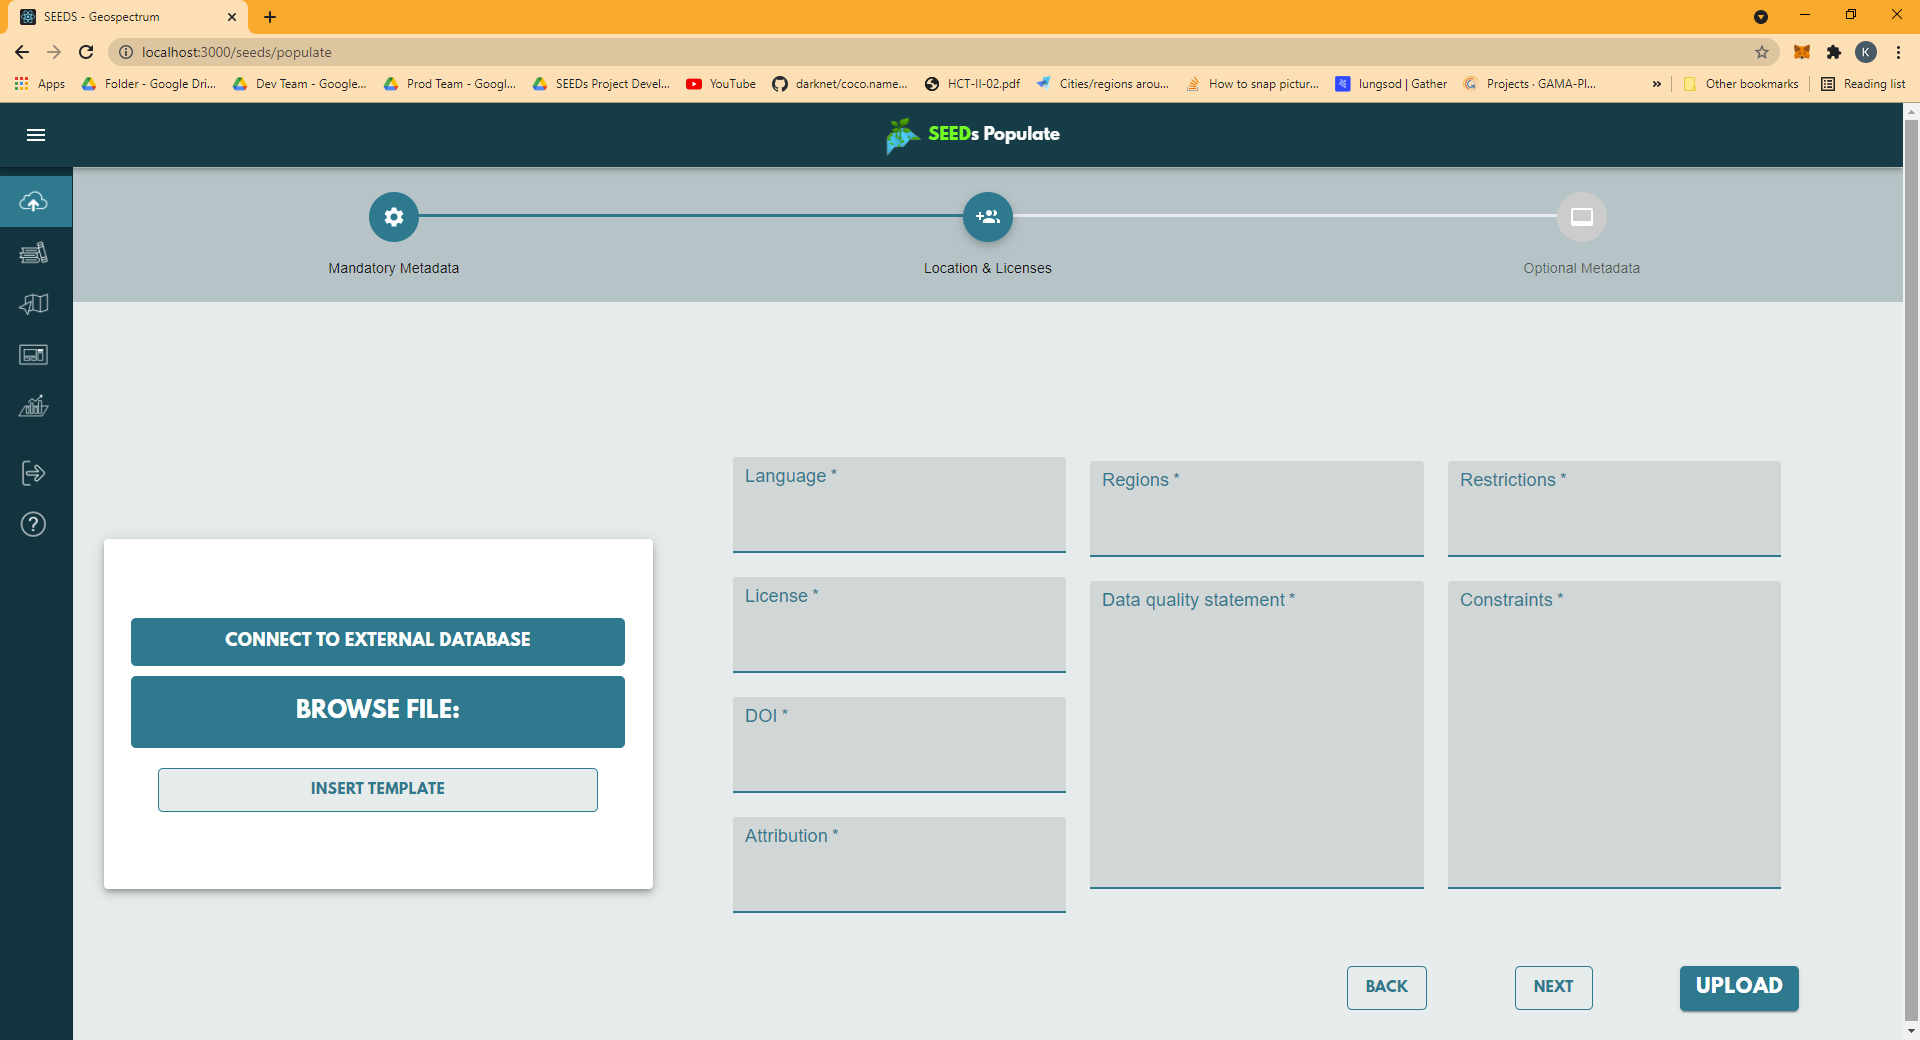 SEEDS - Geospectrum
localhost:3000/seeds/populate
K
Apps
Folder - Google Dri...
Dev Team - Google...
Prod Team - Googl...
SEEDs Project Devel...
YouTube
darknet/coco.name...
HCT-II-02.pdf
Cities/regions arou...
How to snap pictur...
lungsod | Gather
Projects · GAMA-Pl...
»
Other bookmarks
Reading list
SEEDs Populate
Mandatory Metadata
Location & Licenses
Optional Metadata
Language *
Regions *
Restrictions *
CONNECT TO EXTERNAL DATABASE
BROWSE FILE:
INSERT TEMPLATE
License *
Data quality statement *
Constraints *
DOI *
Attribution *
BACK
NEXT
UPLOAD